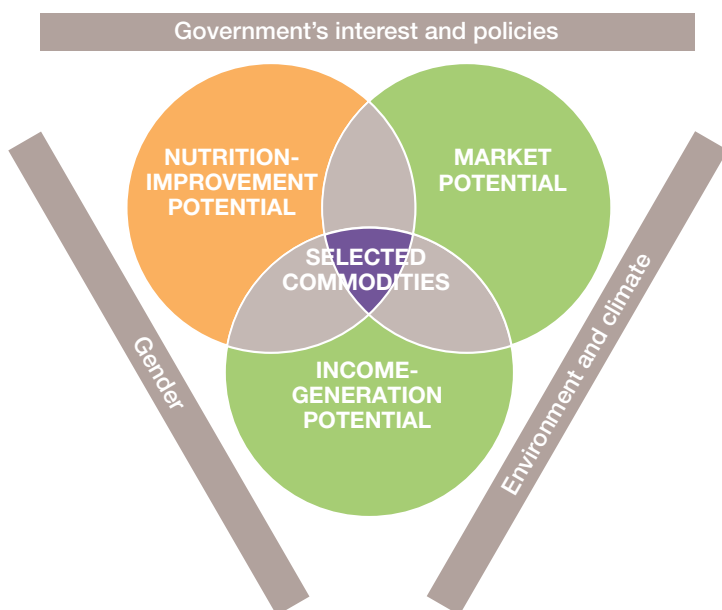 Government’s interest and policies
NUTRITION-
IMPROVEMENT
POTENTIAL
MARKET
POTENTIAL
SELECTED
COMMODITIES
INCOME-
GENERATION
POTENTIAL
Gender
Environment and climate